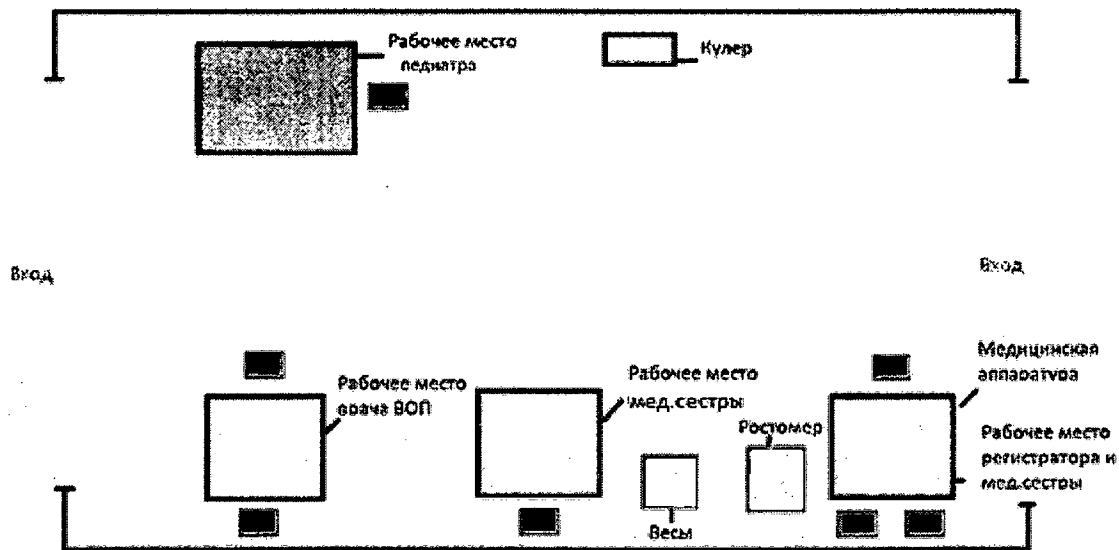 Рабочее место
педиатра
Кулер
Вход
Вход
Рабочее место
врача ВОП
Рабочее место
мед.сестры
Медицинская
аппаратура
Ростомер
Рабочее место
регистратора и
мед.сестры
Весы